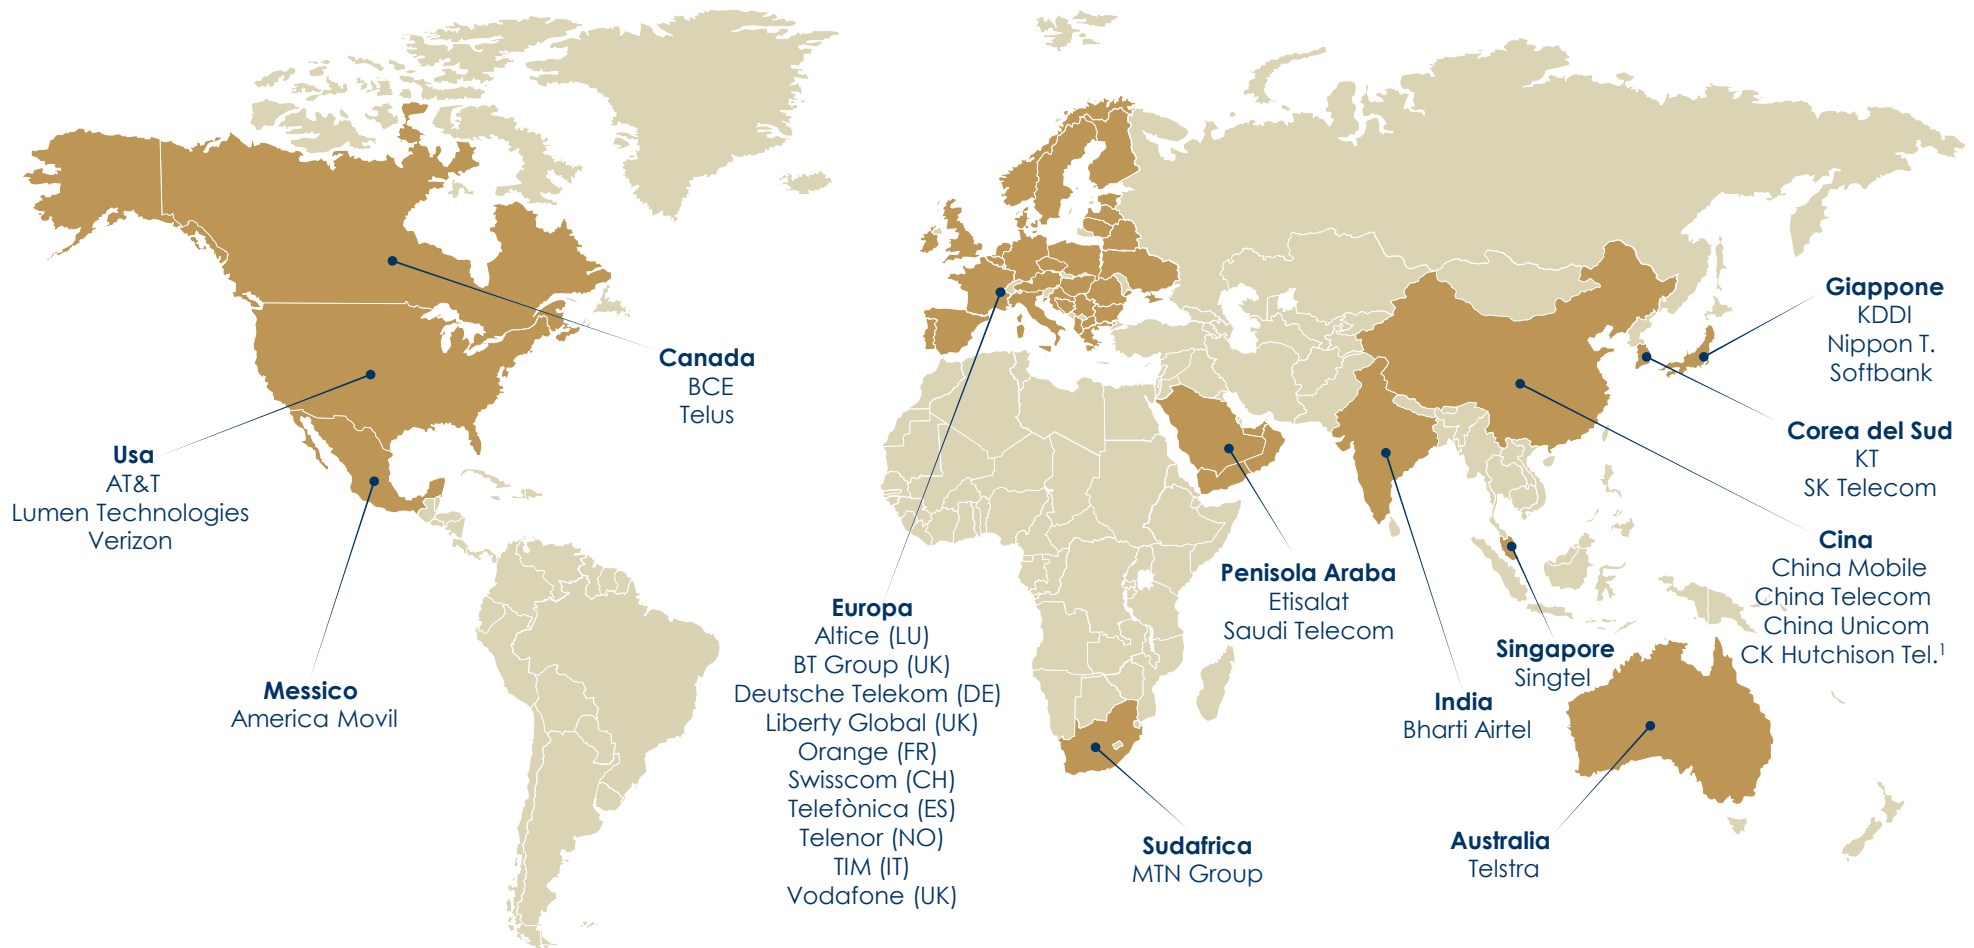 Canada
BCE
Telus
Usa
AT&T
Lumen Technologies
Verizon
Messico
America Movil
Europa
Altice (LU)
BT Group (UK)
Deutsche Telekom (DE)
Liberty Global (UK)
Orange (FR)
Swisscom (CH)
Telefònica (ES)
Telenor (NO)
TIM (IT)
Vodafone (UK)
Penisola Araba
Etisalat
Saudi Telecom
Sudafrica
MTN Group
India
Bharti Airtel
Singapore
Singtel
Australia
Telstra
Giappone
KDDI
Nippon T.
Softbank
Corea del Sud
KT
SK Telecom
Cina
China Mobile
China Telecom
China Unicom
CK Hutchison Tel.¹